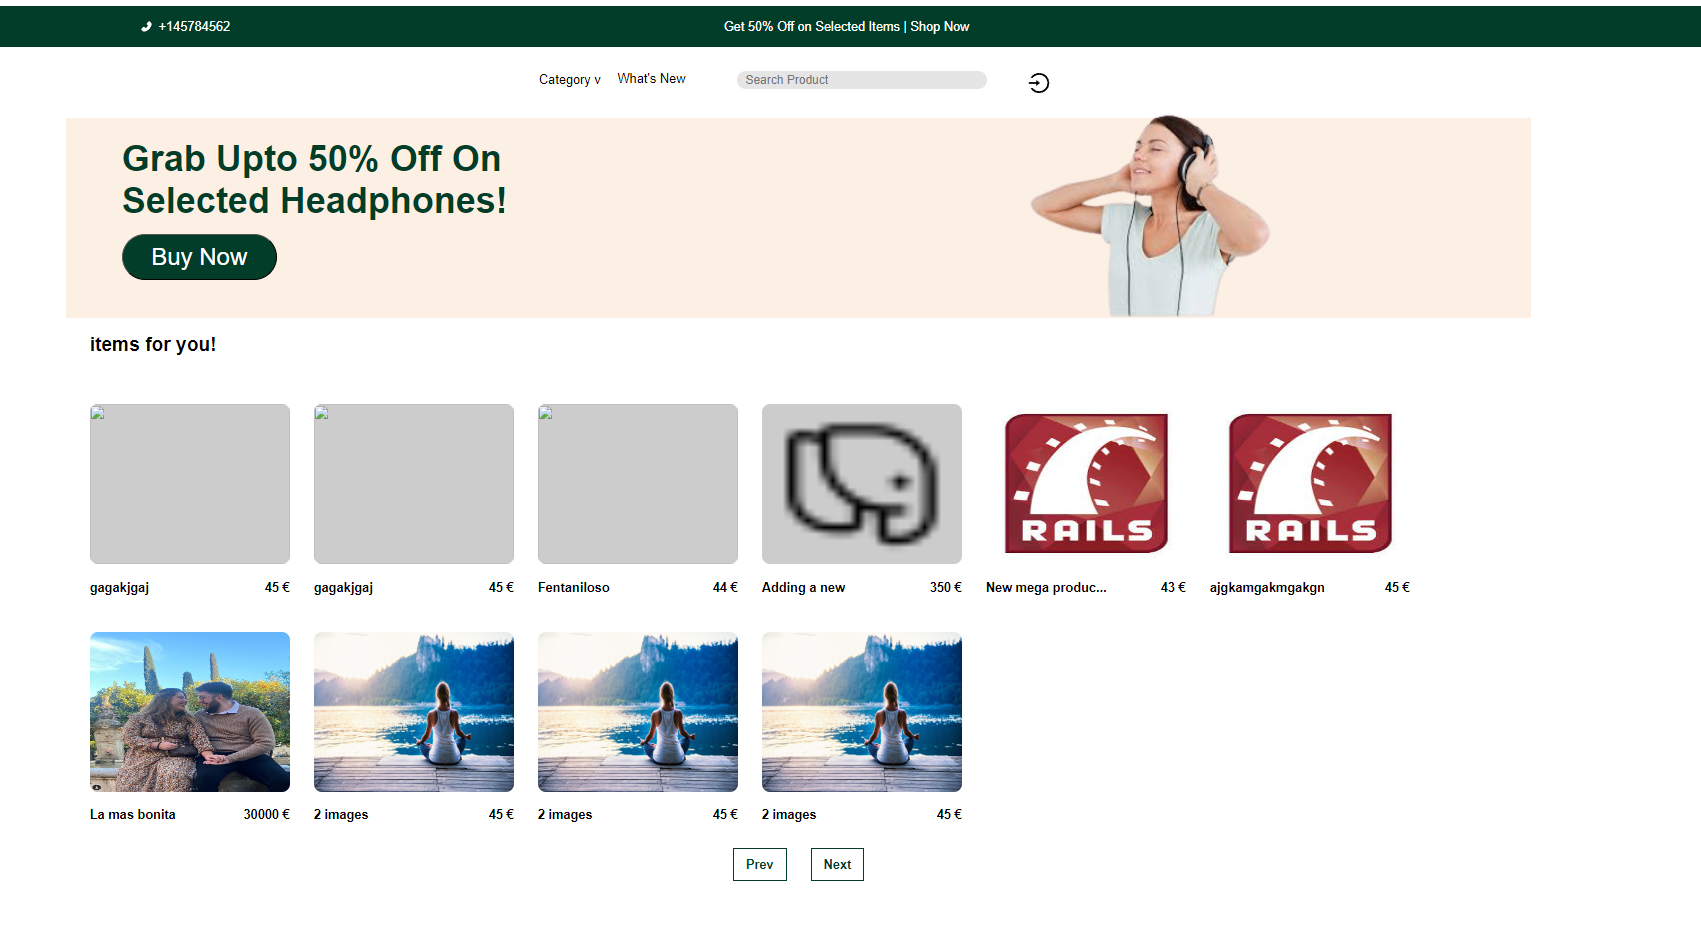 +145784562
Get 50% Off on Selected Items | Shop Now
Category v
What's New
Search Product
Grab Upto 50% Off On
Selected Headphones!
Buy Now
items for you!
RAILS
RAILS
gagakjgaj 45 €
gagakjgaj 45 €
Fentaniloso 44 €
Adding a new 350 €
New mega produc... 43 €
ajgkamgakmgakgn 45 €
La mas bonita 30000 €
2 images 45 €
2 images 45 €
2 images 45 €
Prev
Next